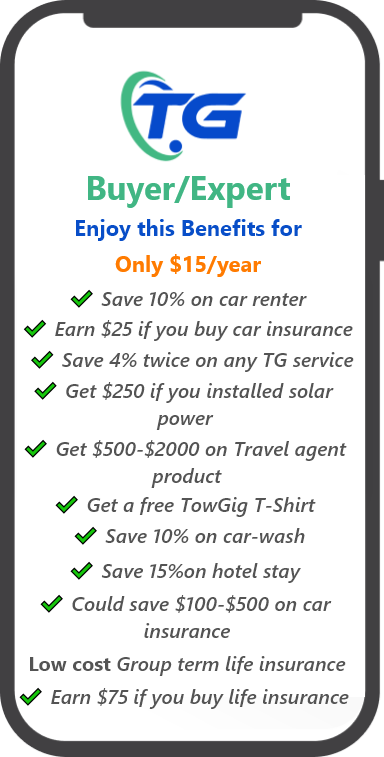 TG
Buyer/Expert
Enjoy this Benefits for
Only $15/year
Save 10% on car renter
Earn $25 if you buy car insurance
Save 4% twice on any TG service
Get $250 if you installed solar
power
Get $500-$2000 on Travel agent
product
Get a free TowGig T-Shirt
Save 10% on car-wash
Save 15%on hotel stay
Could save $100-$500 on car
insurance
Low cost Group term life insurance
Earn $75 if you buy life insurance